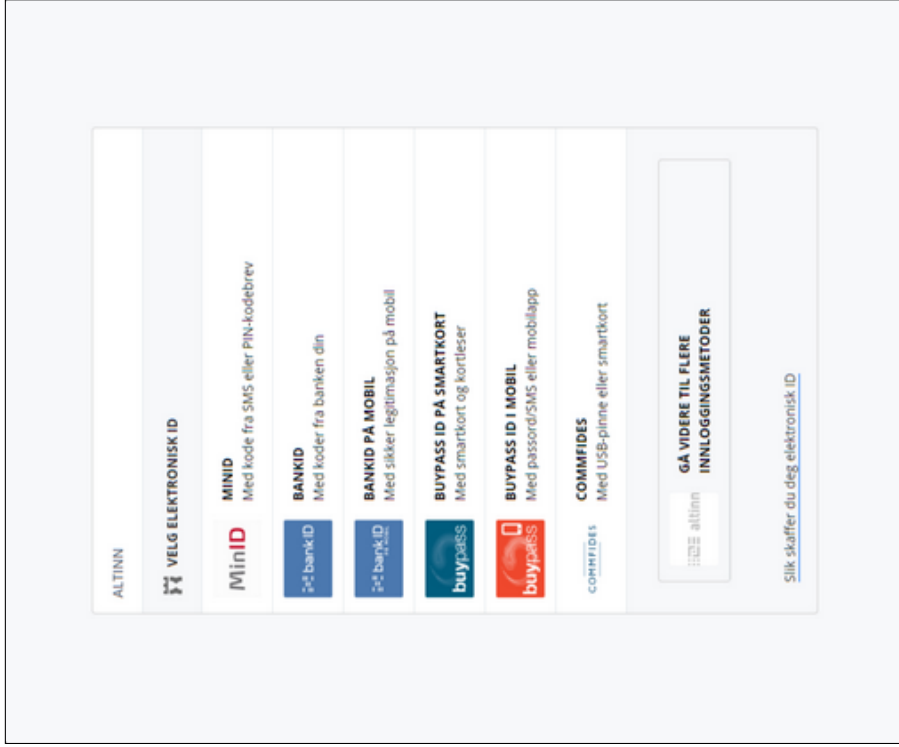 ALTINN
VELG ELEKTRONISK ID
MinID
MINID
Med kode fra SMS eller PIN-kodebrev
bankID
BANKID
Med koder fra banken din
bankID
BANKID PÅ MOBIL
Med sikker legitimasjon på mobil
buypass
BUYPASS ID PÅ SMARTKORT
Med smartkort og kortleser
buypass
BUYPASS ID I MOBIL
Med passord/SMS eller mobilapp
COMMFIDES
COMMFIDES
Med USB-pinne eller smartkort
altinn
GÅ VIDERE TIL FLERE
INNLOGGINGSMETODER
Slik skaffer du deg elektronisk ID